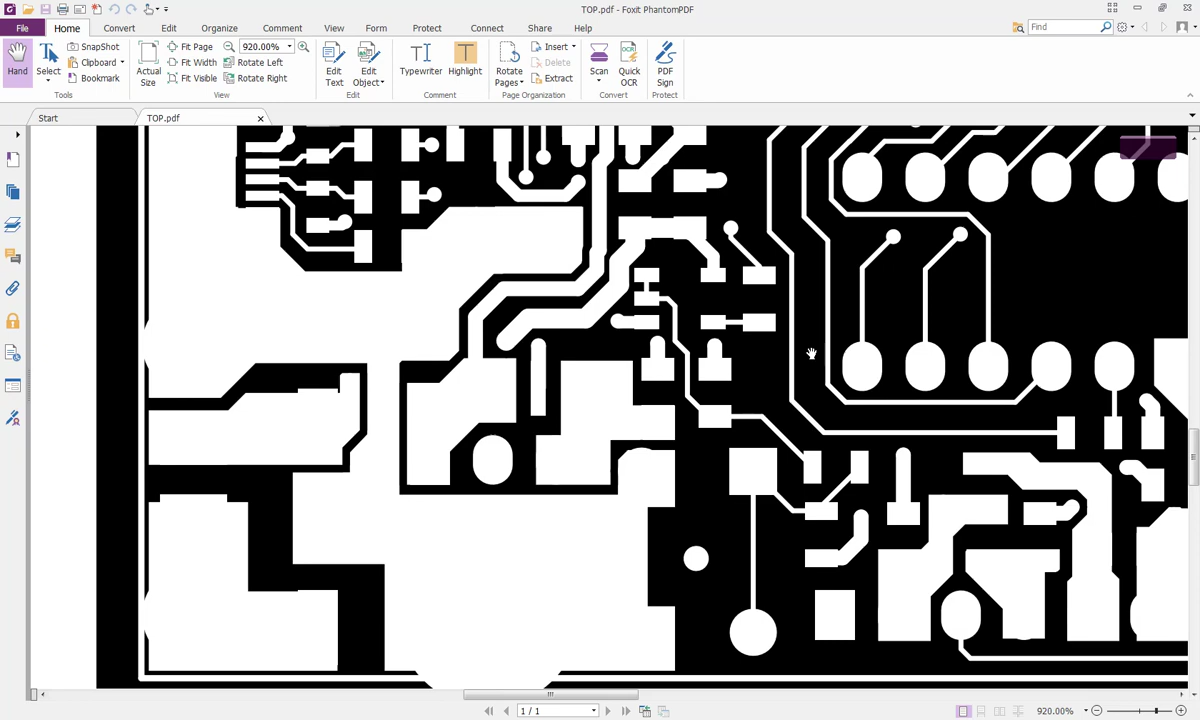 TOP.pdf - Foxit PhantomPDF
File Home Convert Edit Organize Comment View Form Protect Connect Share Help Find
Hand
Select
SnapShot
Clipboard
Bookmark
Tools
Actual Size
Fit Page
Fit Width
Fit Visible
920.00%
Rotate Left
Rotate Right
View
Edit Text
Edit Object
Edit
Typewriter
Highlight
Comment
Rotate Pages
Insert
Delete
Extract
Page Organization
Scan
Quick OCR
Convert
PDF Sign
Protect
Start TOP.pdf
1 / 1 920.00%